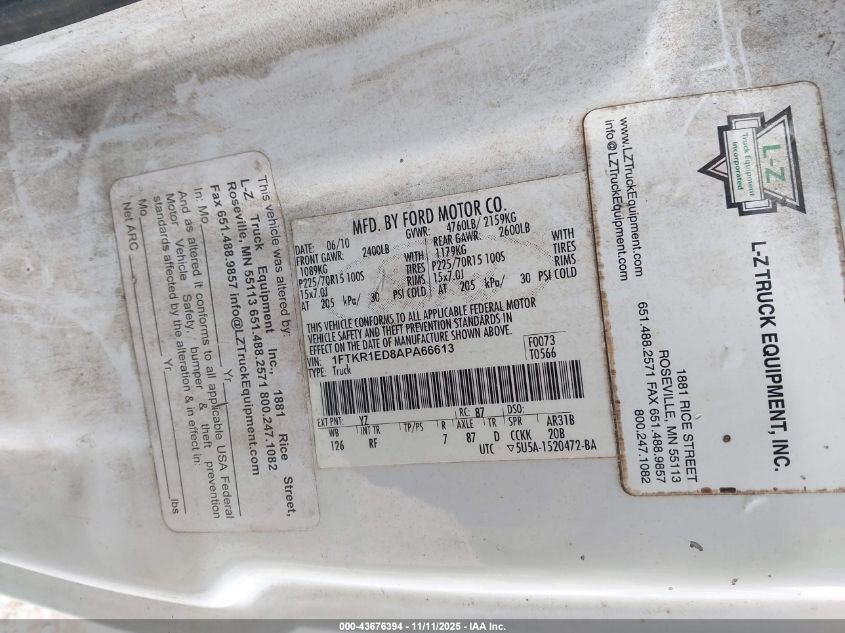 This vehicle was altered by:
L-Z Truck Equipment Inc., 1881 Rice Street,
Roseville, MN 55113 651.488.2571 800.247.1082
Fax 651.488.9857 info@LZTruckEquipment.com
In: Mo. Yr.
And as altered it conforms to all applicable USA Federal
Motor Vehicle Safety, bumper & theft prevention
standards affected by the alteration & in effect in:
Mo. Yr.
Net ARC lbs
MFD. BY FORD MOTOR CO.
DATE: 06/10 GVWR: 4760LB/ 2159KG
FRONT GAWR: 2400LB REAR GAWR: 2600LB
1089KG WITH 1179KG WITH
P225/70R15 100S TIRES P225/70R15 100S TIRES
15x7.0J RIMS 15x7.0J RIMS
AT 205 kPa/ 30 PSI COLD AT 205 kPa/ 30 PSI COLD
THIS VEHICLE CONFORMS TO ALL APPLICABLE FEDERAL MOTOR
VEHICLE SAFETY AND THEFT PREVENTION STANDARDS IN
EFFECT ON THE DATE OF MANUFACTURE SHOWN ABOVE.
VIN: 1FTKR1ED8APA66613 F0073
TYPE: Truck T0566
EXT PNT: YZ RC: 87 DSO:
WB INT TR TP/PS R AXLE TR SPR AR31B
126 RF 7 87 D CCKK 20B
UTC ▽5U5A-1520472-BA
L-Z
Truck Equipment
Incorporated
L-Z TRUCK EQUIPMENT, INC.
1881 RICE STREET
ROSEVILLE, MN 55113
651.488.2571 FAX 651.488.9857
800.247.1082
www.LZTruckEquipment.com
info@LZTruckEquipment.com
000-43676394 - 11/11/2025 - IAA Inc.